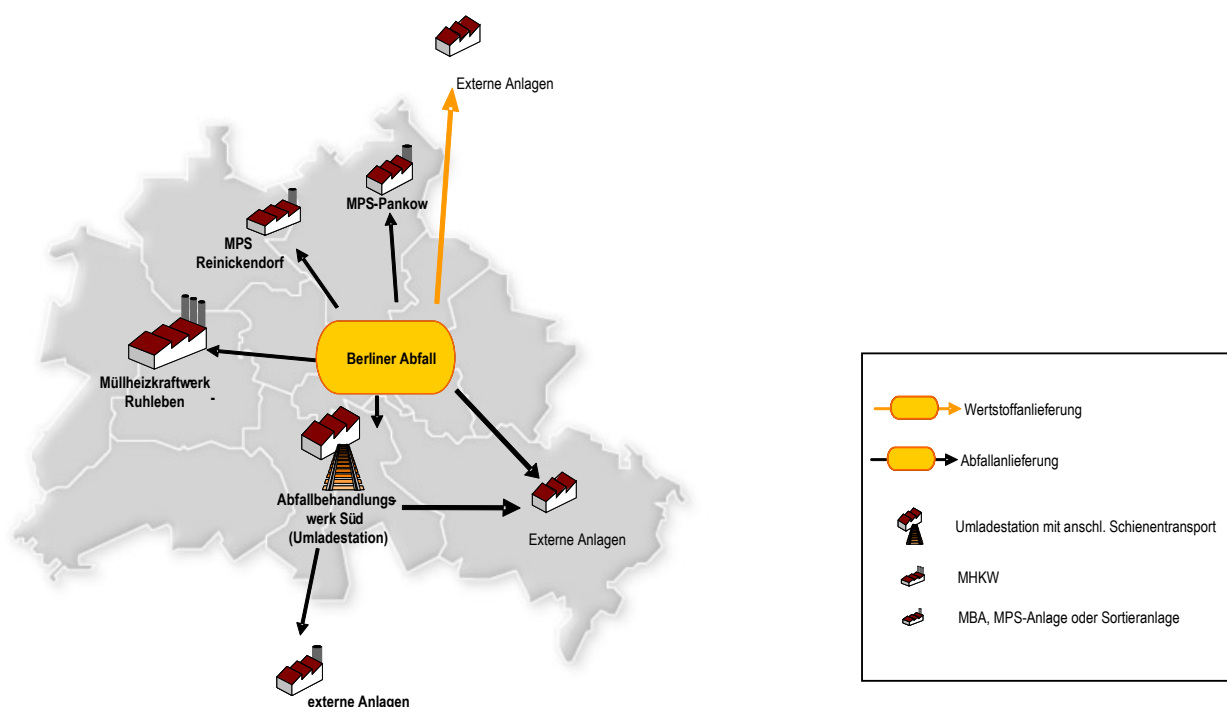 Externe Anlagen
MPS-Pankow
MPS
Reinickendorf
Berliner Abfall
Müllheizkraftwerk
Ruhleben
-
Abfallbehandlungs-
werk Süd
(Umladestation)
Externe Anlagen
externe Anlagen
Wertstoffanlieferung
Abfallanlieferung
Umladestation mit anschl. Schienentransport
MHKW
MBA, MPS-Anlage oder Sortieranlage